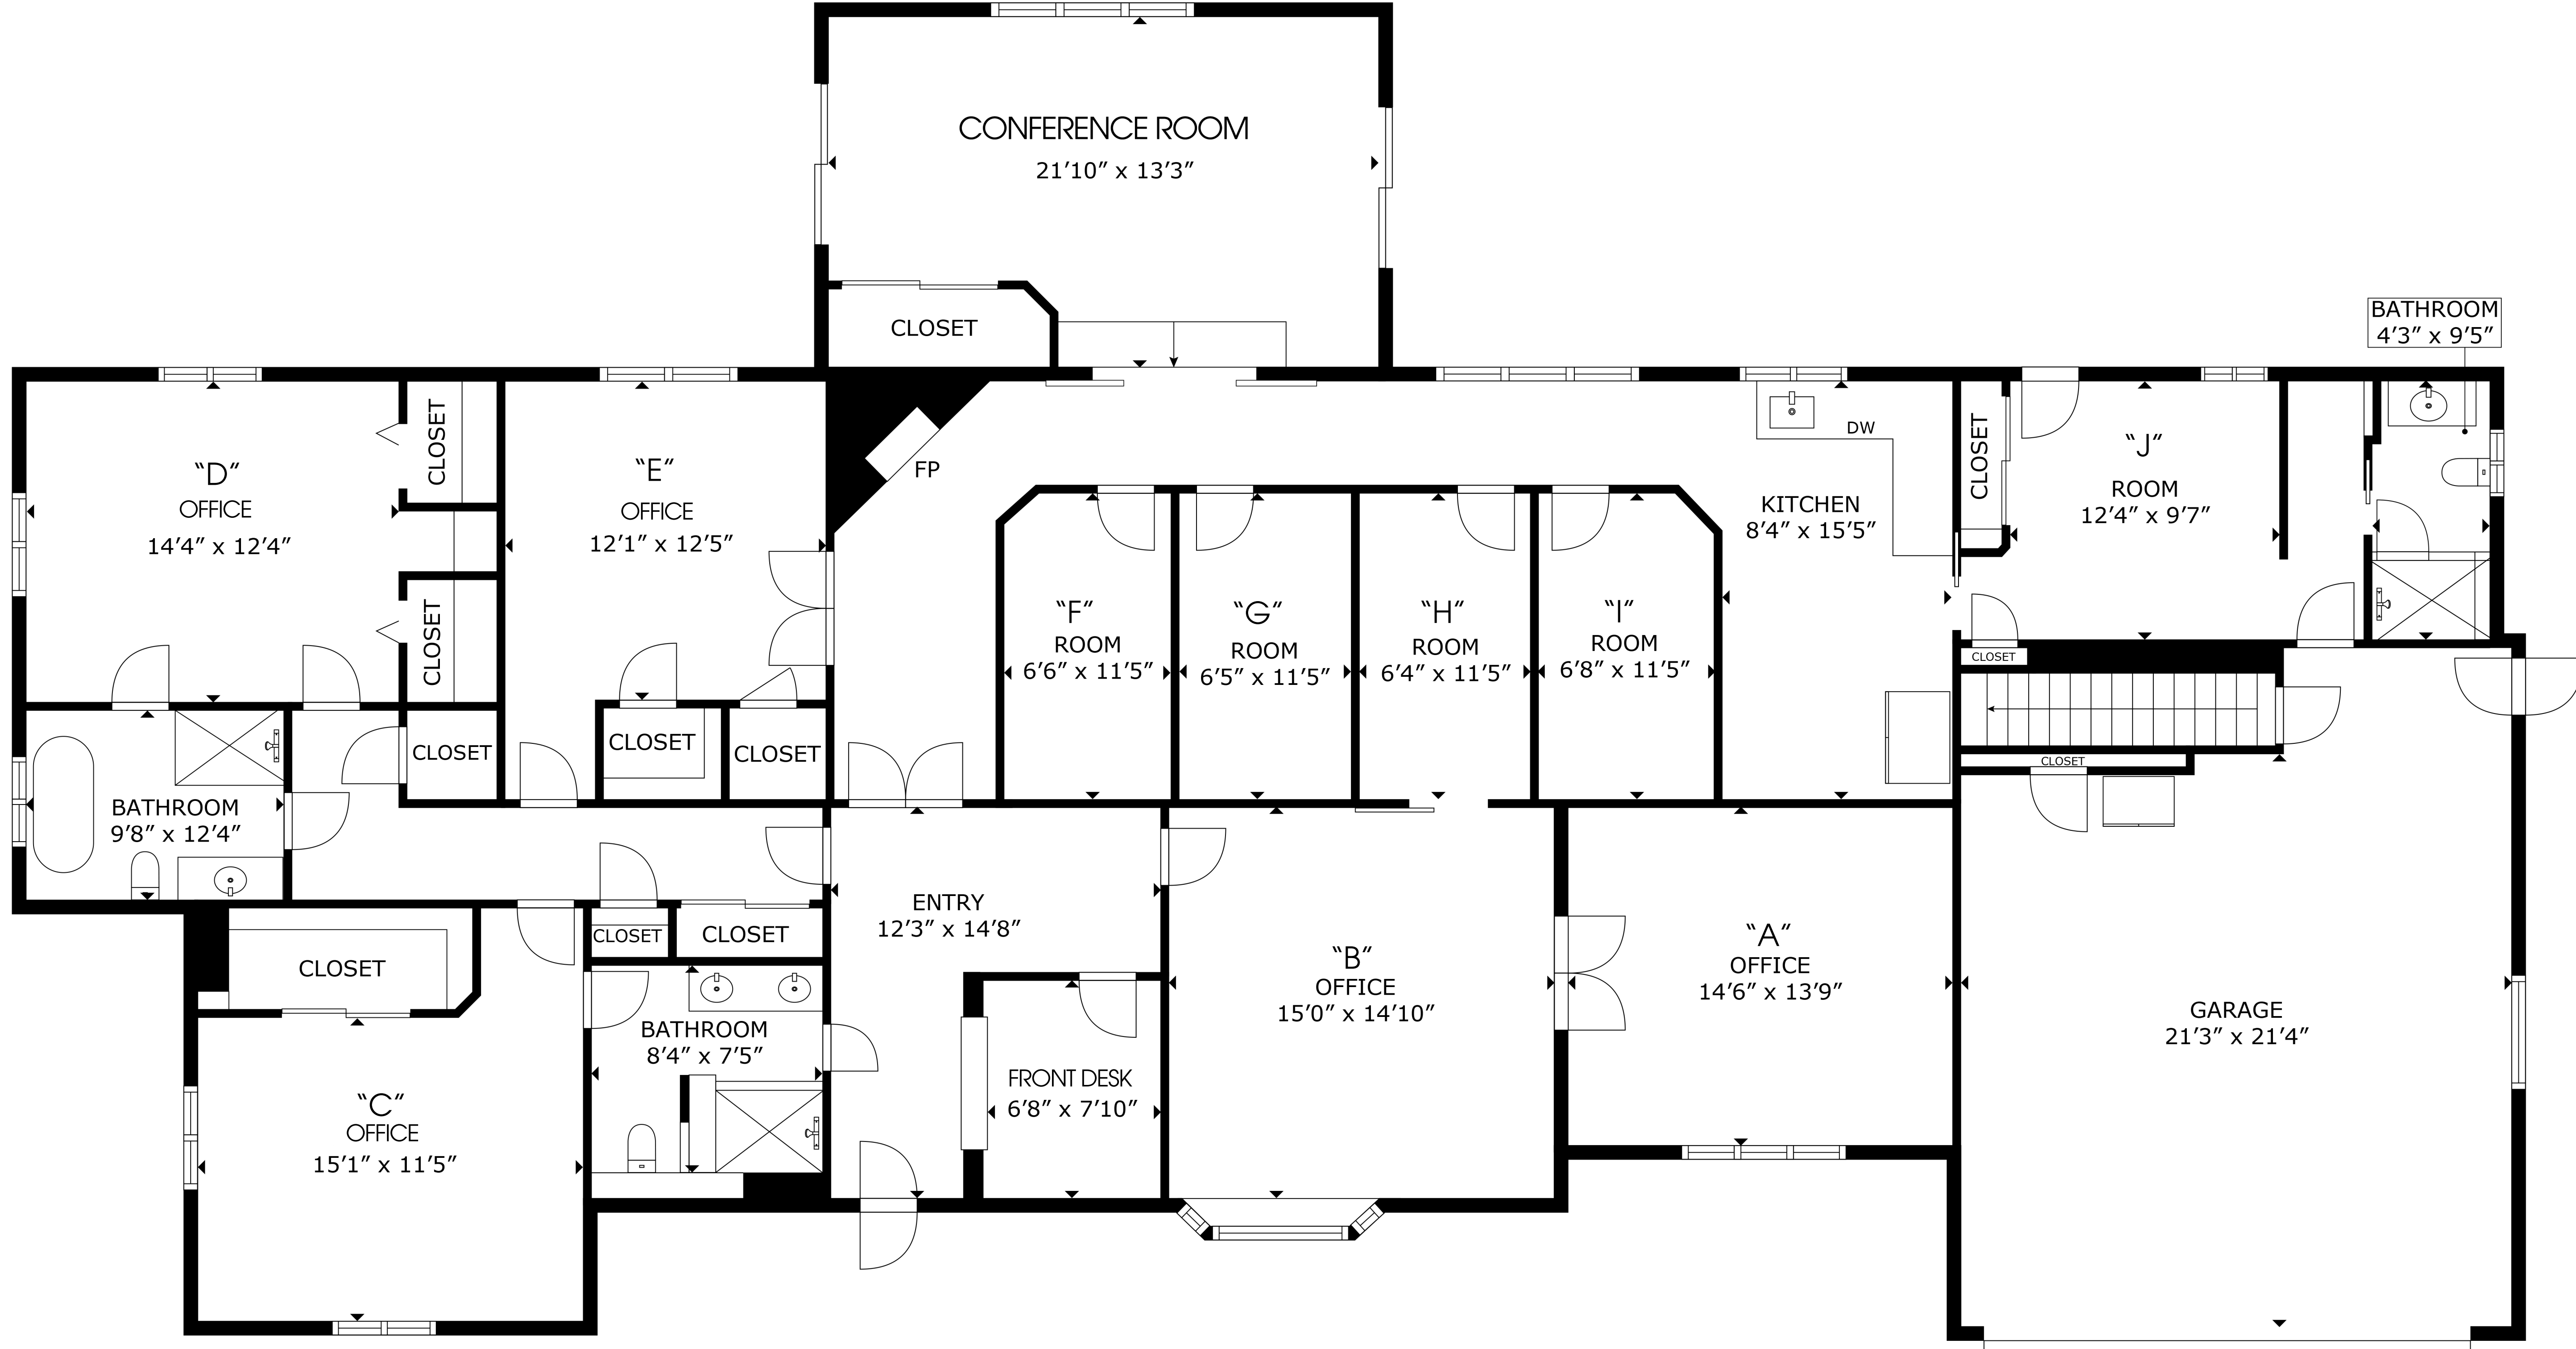 CONFERENCE ROOM
21'10" x 13'3"
CLOSET
BATHROOM
4'3" x 9'5"
"D"
OFFICE
14'4" x 12'4"
CLOSET
CLOSET
"E"
OFFICE
12'1" x 12'5"
FP
DW
KITCHEN
8'4" x 15'5"
CLOSET
"J"
ROOM
12'4" x 9'7"
"F"
ROOM
6'6" x 11'5"
"G"
ROOM
6'5" x 11'5"
"H"
ROOM
6'4" x 11'5"
"I"
ROOM
6'8" x 11'5"
CLOSET
CLOSET
CLOSET
CLOSET
CLOSET
BATHROOM
9'8" x 12'4"
ENTRY
12'3" x 14'8"
CLOSET
CLOSET
CLOSET
BATHROOM
8'4" x 7'5"
"B"
OFFICE
15'0" x 14'10"
"A"
OFFICE
14'6" x 13'9"
GARAGE
21'3" x 21'4"
FRONT DESK
6'8" x 7'10"
"C"
OFFICE
15'1" x 11'5"